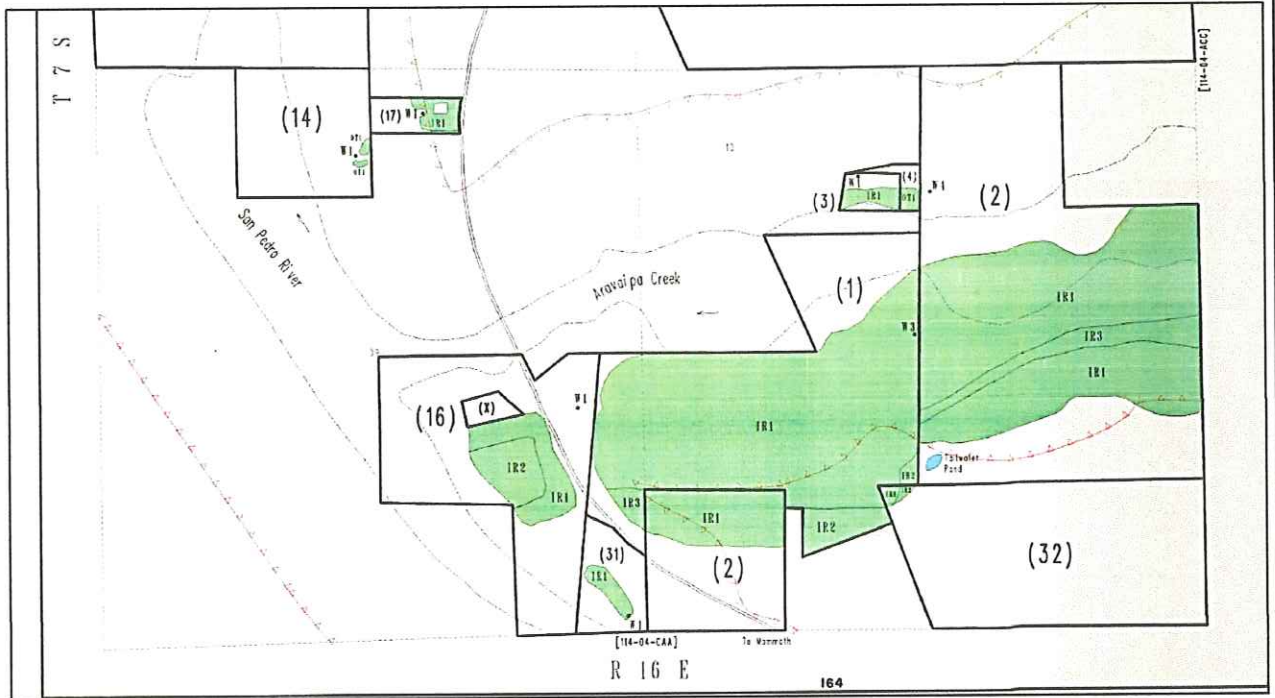 T 7 S
[114-04-ACC]
(14)
(17)
W1
IR1
OT1
W1
OT1
13
(4)
W1
IR1
OT1
W4
(3)
(2)
San Pedro River
(1)
Aravaipa Creek
IR1
W3
IR3
IR1
(X)
(16)
W1
IR1
IR2
Tailwater
Pond
IR1
IR3
IR1
IR2
(31)
IR1
(2)
(32)
W1
[114-04-CAA]
To Mammoth
R 16 E
164